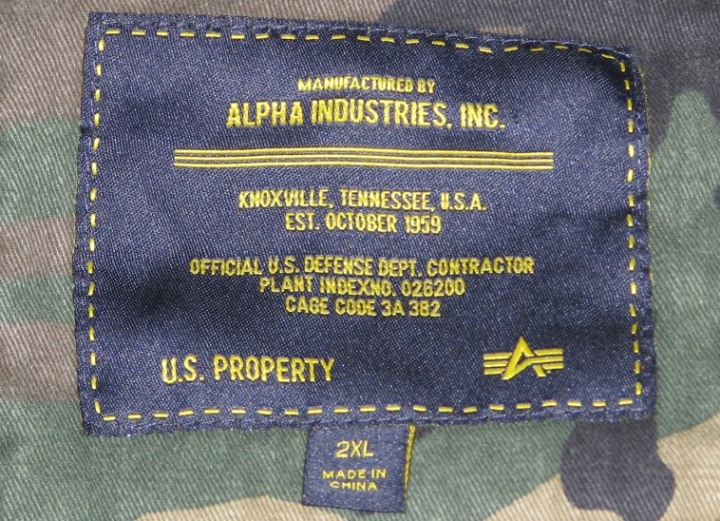 MANUFACTURED BY
ALPHA INDUSTRIES, INC.
KNOXVILLE, TENNESSEE, U.S.A.
EST. OCTOBER 1959
OFFICIAL U.S. DEFENSE DEPT. CONTRACTOR
PLANT INDEXNO. 026200
CAGE CODE 3A 382
U.S. PROPERTY
2XL
MADE IN
CHINA